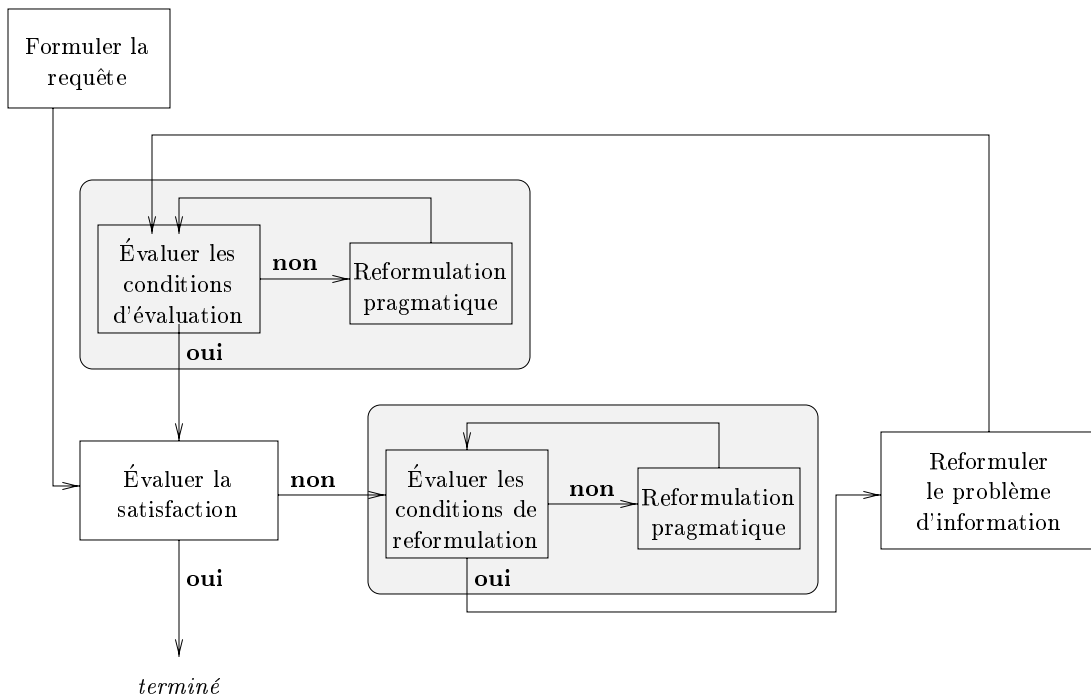 Formuler la
requête
Évaluer les
conditions
d'évaluation
non
Reformulation
pragmatique
oui
Évaluer la
satisfaction
non
Évaluer les
conditions de
reformulation
non
Reformulation
pragmatique
Reformuler
le problème
d'information
oui
oui
terminé